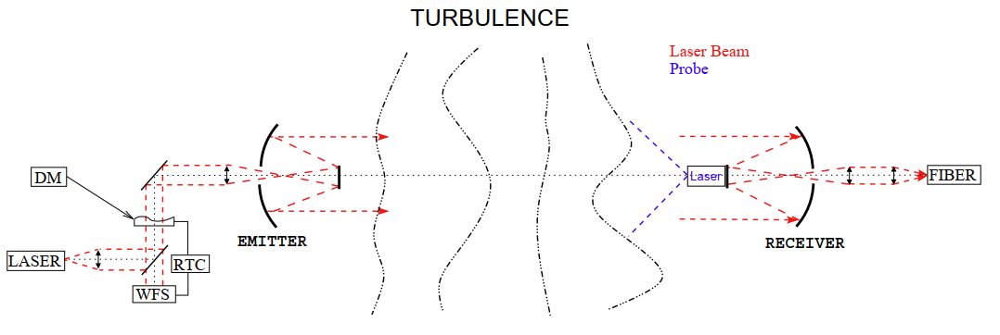 TURBULENCE
Laser Beam
Probe
DM
Laser
FIBER
EMITTER
RECEIVER
LASER
RTC
WFS